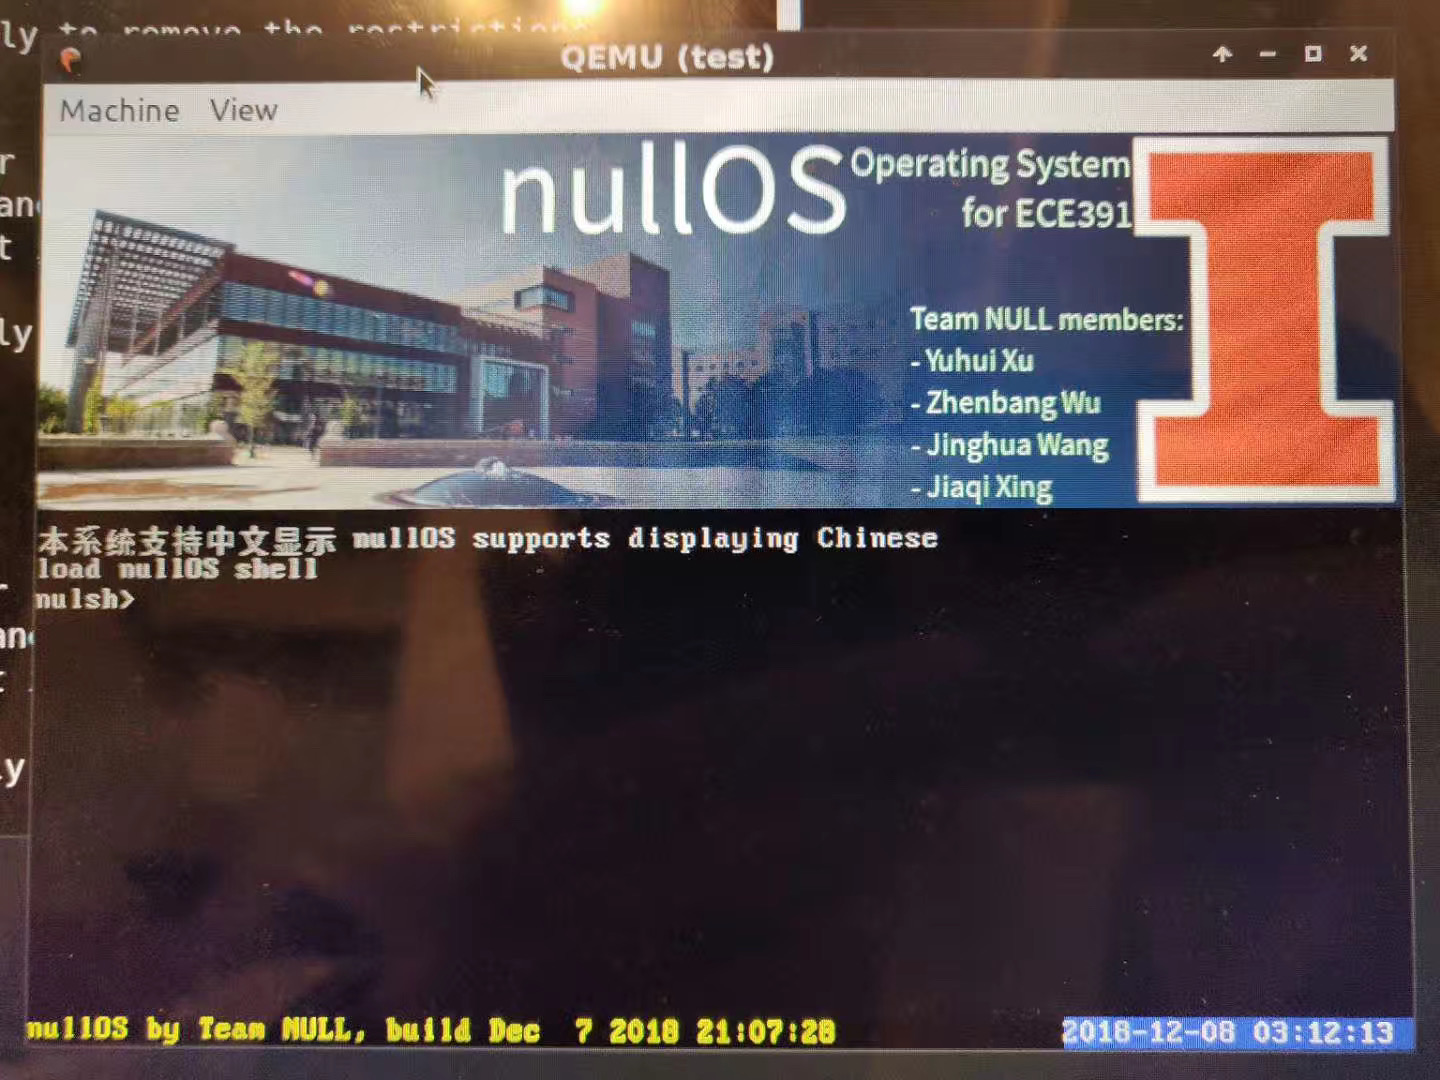 ly to remove the restrictions
QEMU (test)
Machine View
nullOS
Operating System
for ECE391
Team NULL members:
- Yuhui Xu
- Zhenbang Wu
- Jinghua Wang
- Jiaqi Xing
本系统支持中文显示 nullOS supports displaying Chinese
load nullOS shell
nulsh>
r
an
t
ly
an
ly
nullOS by Team NULL, build Dec  7 2018 21:07:28
2018-12-08 03:12:13